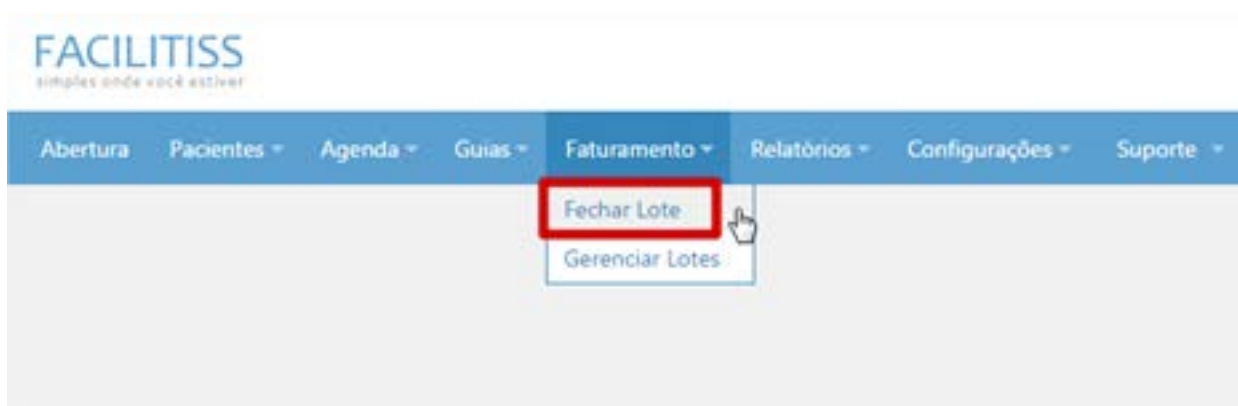 FACILITISS
simples onde você estiver
Abertura Pacientes Agenda Guias Faturamento Relatórios Configurações Suporte
Fechar Lote
Gerenciar Lotes